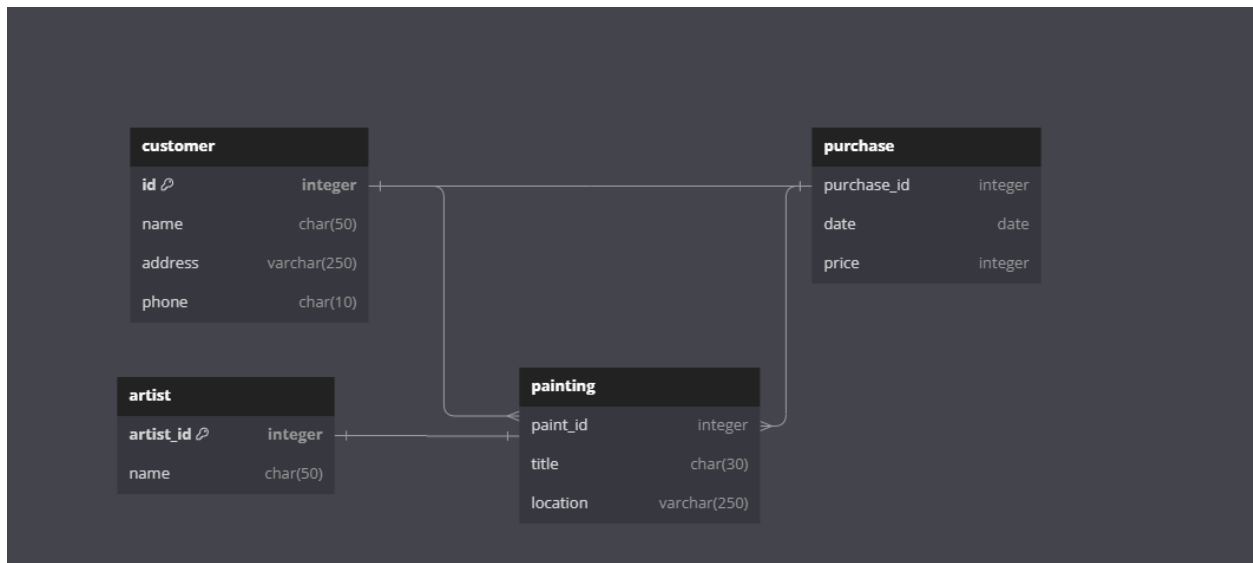 customer
id integer
name char(50)
address varchar(250)
phone char(10)
purchase
purchase_id integer
date date
price integer
artist
artist_id integer
name char(50)
painting
paint_id integer
title char(30)
location varchar(250)